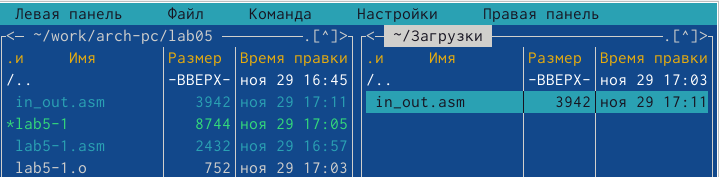 Левая панель Файл Команда Настройки Правая панель
<— ~/work/arch-pc/lab05 .[^]> <— ~/Загрузки .[^]>
.и Имя Размер Время правки .и Имя Размер Время правки
/.. -ВВЕРХ- ноя 29 16:45 /.. -ВВЕРХ- ноя 29 17:03
in_out.asm 3942 ноя 29 17:11 in_out.asm 3942 ноя 29 17:11
*lab5-1 8744 ноя 29 17:05
lab5-1.asm 2432 ноя 29 16:57
lab5-1.o 752 ноя 29 17:03